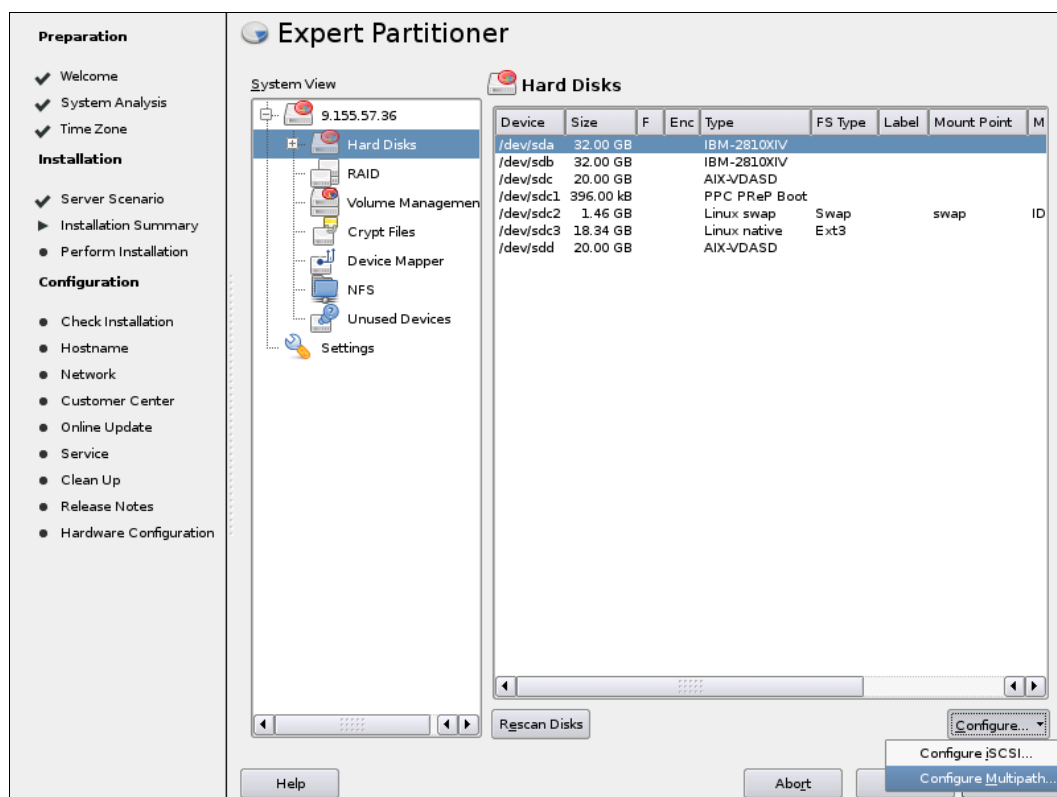 Preparation
Welcome
System Analysis
Time Zone
Installation
Server Scenario
Installation Summary
Perform Installation
Configuration
Check Installation
Hostname
Network
Customer Center
Online Update
Service
Clean Up
Release Notes
Hardware Configuration
Expert Partitioner
System View
9.155.57.36
Hard Disks
RAID
Volume Managemen
Crypt Files
Device Mapper
NFS
Unused Devices
Settings
Hard Disks
Device Size F Enc Type FS Type Label Mount Point M
/dev/sda 32.00 GB IBM-2810XIV
/dev/sdb 32.00 GB IBM-2810XIV
/dev/sdc 20.00 GB AIX-VDASD
/dev/sdc1 396.00 kB PPC PReP Boot
/dev/sdc2 1.46 GB Linux swap Swap swap ID
/dev/sdc3 18.34 GB Linux native Ext3
/dev/sdd 20.00 GB AIX-VDASD
Rescan Disks
Configure...
Configure iSCSI...
Configure Multipath...
Help
Abort